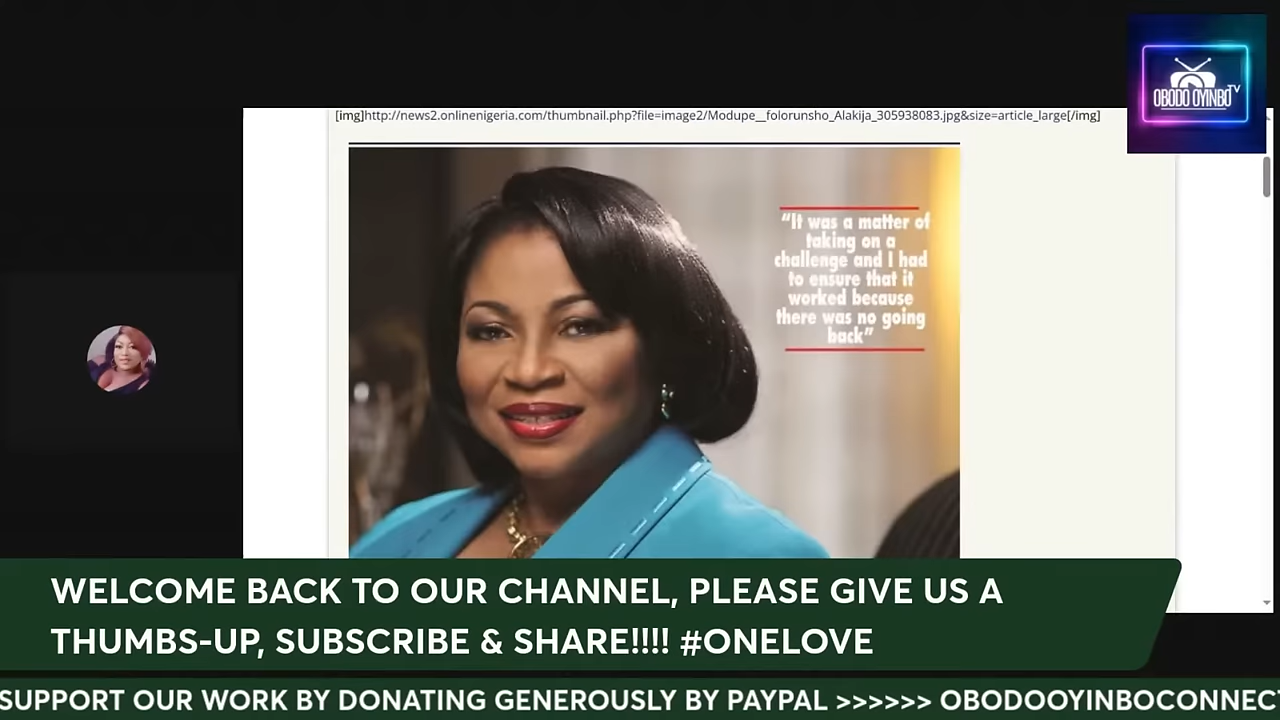 OBODO OYINBO TV
[img]http://news2.onlinenigeria.com/thumbnail.php?file=image2/Modupe__folorunsho_Alakija_305938083.jpg&size=article_large[/img]
“It was a matter of
taking on a
challenge and I had
to ensure that it
worked because
there was no going
back”
WELCOME BACK TO OUR CHANNEL, PLEASE GIVE US A
THUMBS-UP, SUBSCRIBE & SHARE!!!! #ONELOVE
SUPPORT OUR WORK BY DONATING GENEROUSLY BY PAYPAL >>>>>> OBODOOYINBOCONNECT